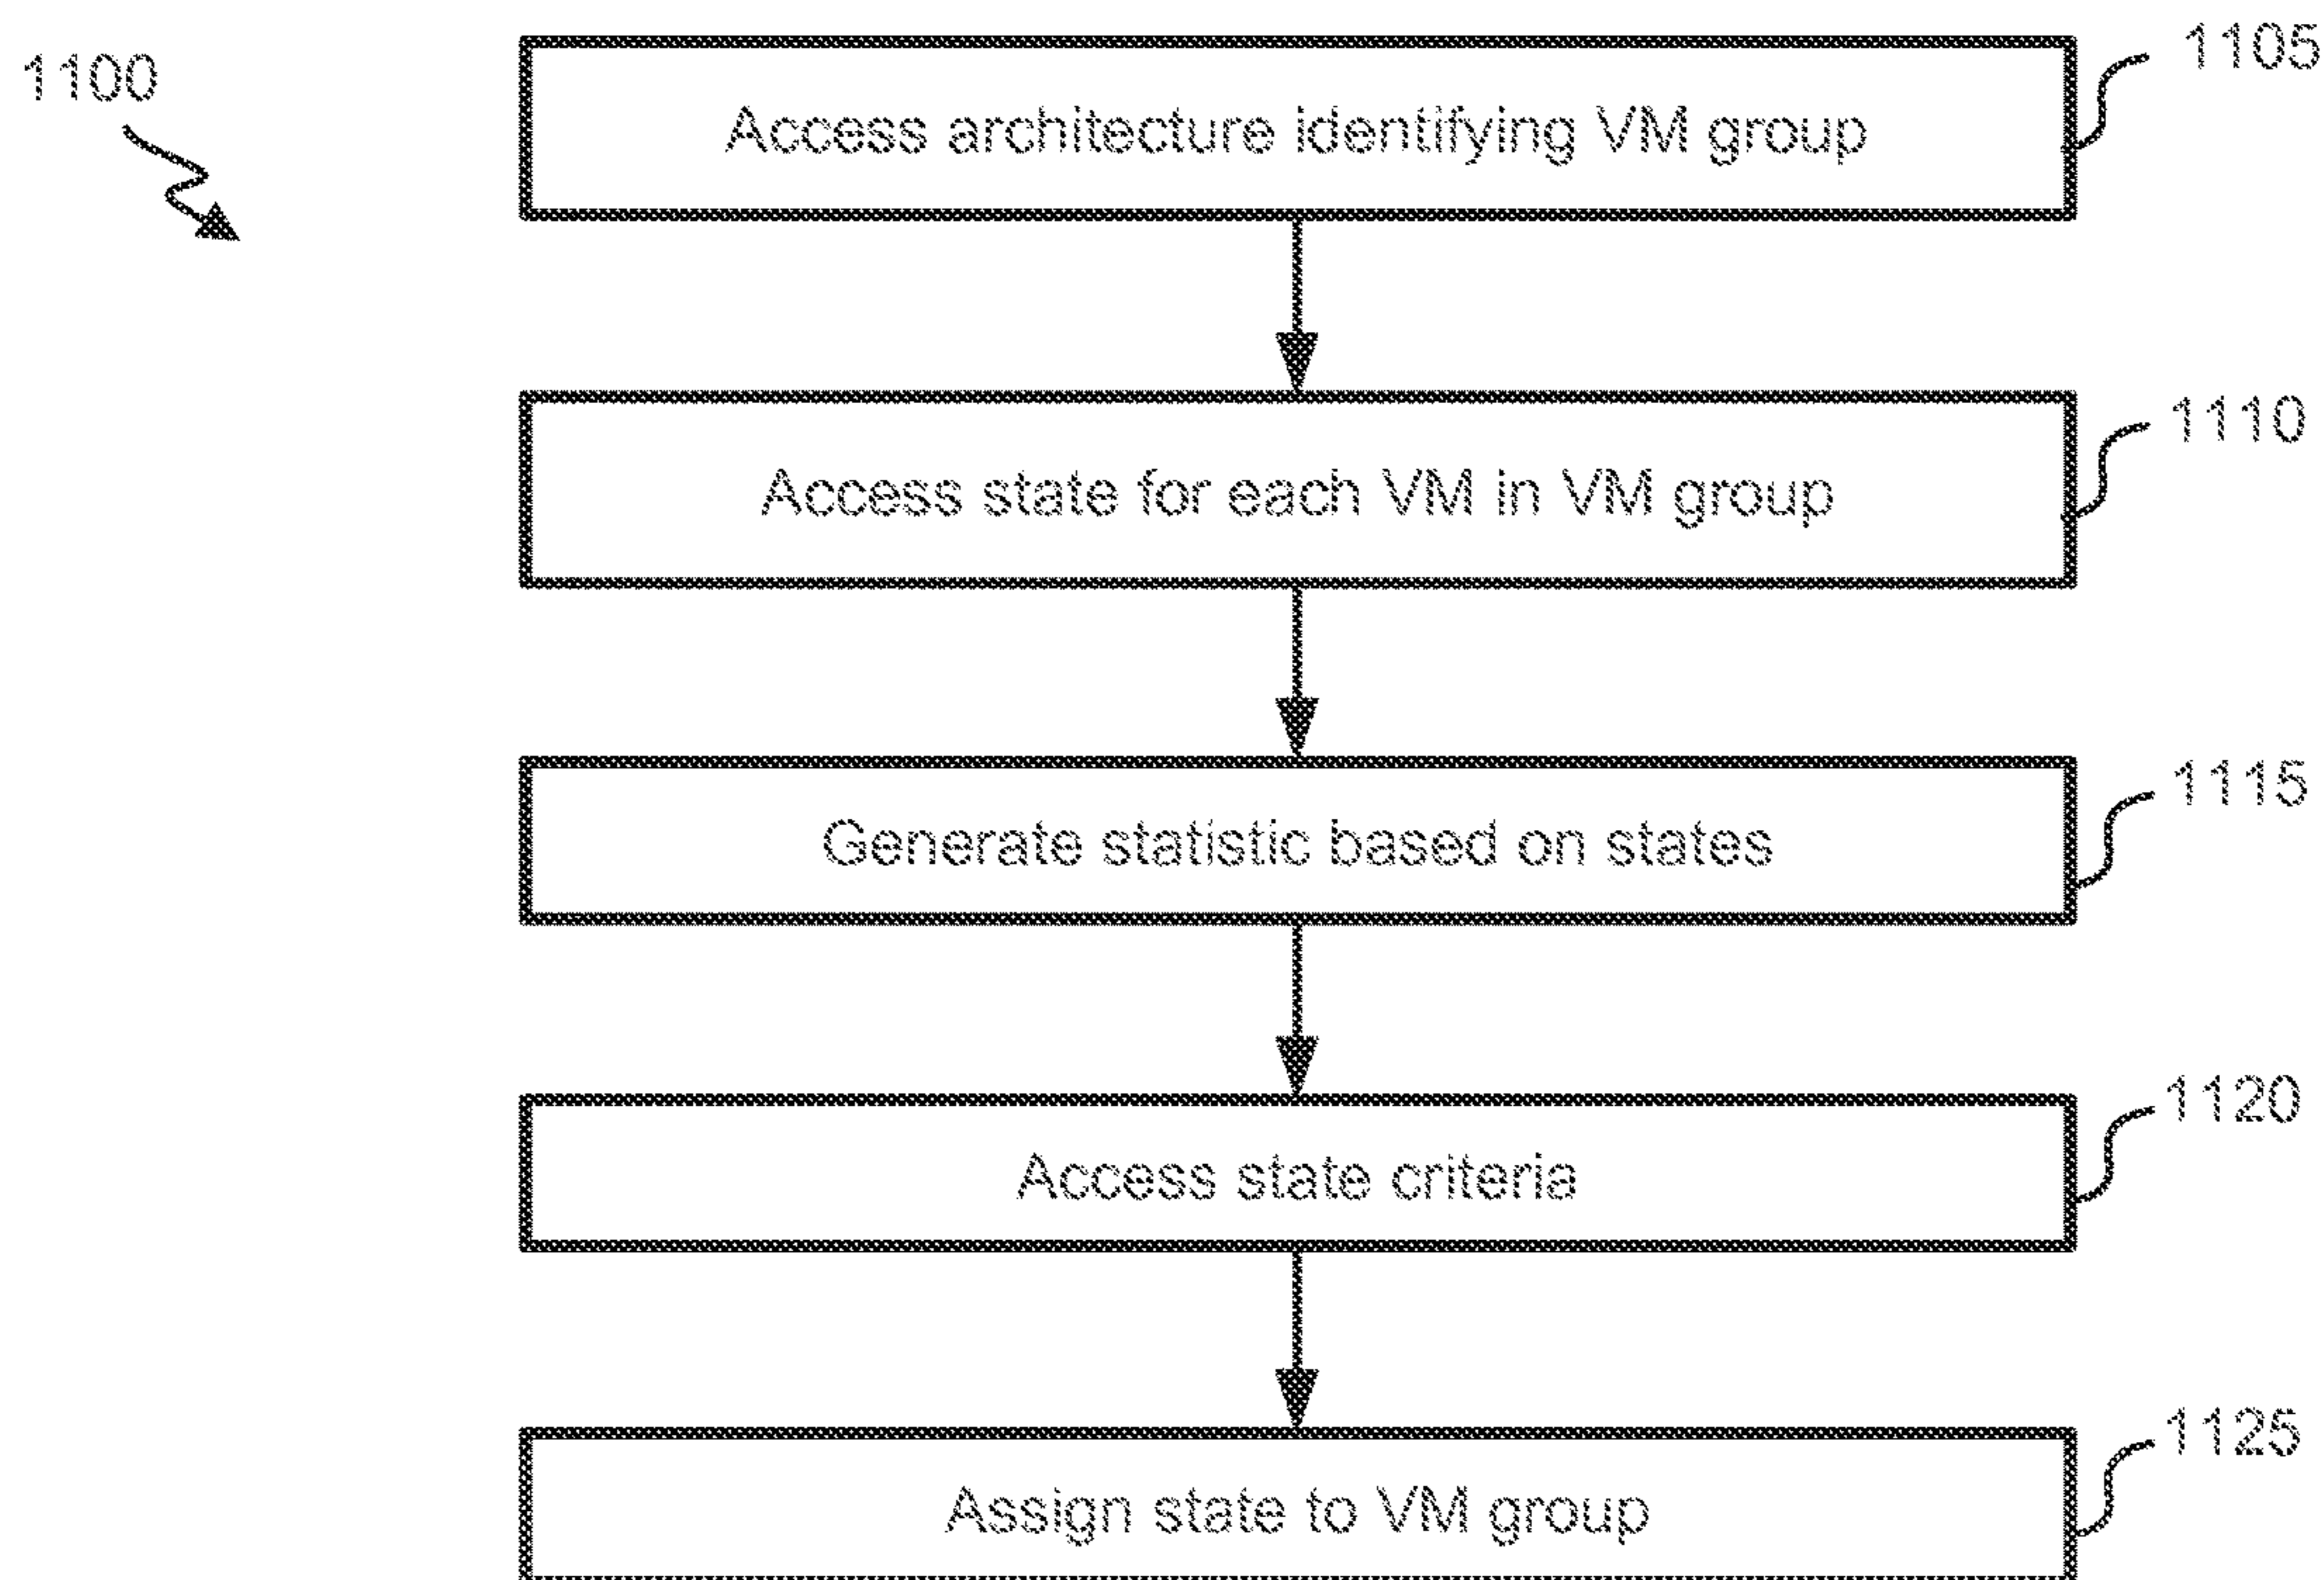 1100
1105
Access architecture identifying VM group
1110
Access state for each VM in VM group
1115
Generate statistic based on states
1120
Access state criteria
1125
Assign state to VM group